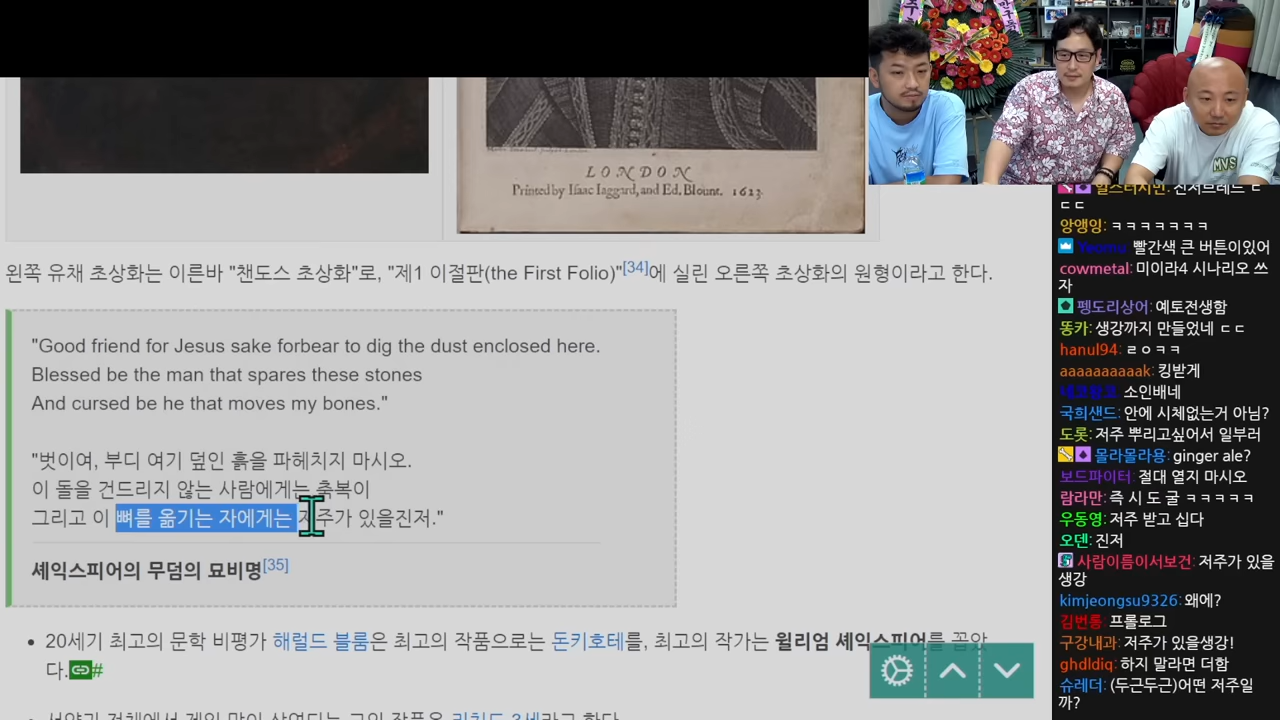 LONDON
Printed by Isaac Iaggard, and Ed. Blount. 1623.
왼쪽 유채 초상화는 이른바 "챈도스 초상화"로, "제1 이절판(the First Folio)"[34]에 실린 오른쪽 초상화의 원형이라고 한다.
"Good friend for Jesus sake forbear to dig the dust enclosed here.
Blessed be the man that spares these stones
And cursed be he that moves my bones."
"벗이여, 부디 여기 덮인 흙을 파헤치지 마시오.
이 돌을 건드리지 않는 사람에게는 축복이
그리고 이 뼈를 옮기는 자에게는 저주가 있을진저."
셰익스피어의 무덤의 묘비명[35]
20세기 최고의 문학 비평가 해럴드 블룸은 최고의 작품으로는 돈키호테를, 최고의 작가는 윌리엄 셰익스피어를 꼽았
다.#
MVS
ㄷㄷ
앙앵잉: ㅋㅋㅋㅋㅋㅋㅋ
빨간색 큰 버튼이있어
cowmetal: 미이라4 시나리오 쓰
자
펭도리상어: 예토전생함
똥카: 생강까지 만들었네 ㄷㄷ
hanul94: ㄹㅇㅋㅋ
aaaaaaaaaak: 킹받게
소인배네
국희샌드: 안에 시체없는거 아님?
도롯: 저주 뿌리고싶어서 일부러
몰라몰라용: ginger ale?
보드파이터: 절대 열지 마시오
람라만: 즉 시 도 굴 ㅋㅋㅋㅋㅋ
우동영: 저주 받고 십다
오덴: 진저
사람이름이서보건: 저주가 있을
생강
kimjeongsu9326: 왜에?
김번롱 프롤로그
구강내과: 저주가 있을생강!
ghdldiq: 하지 말라면 더함
슈레더: (두근두근)어떤 저주일
까?